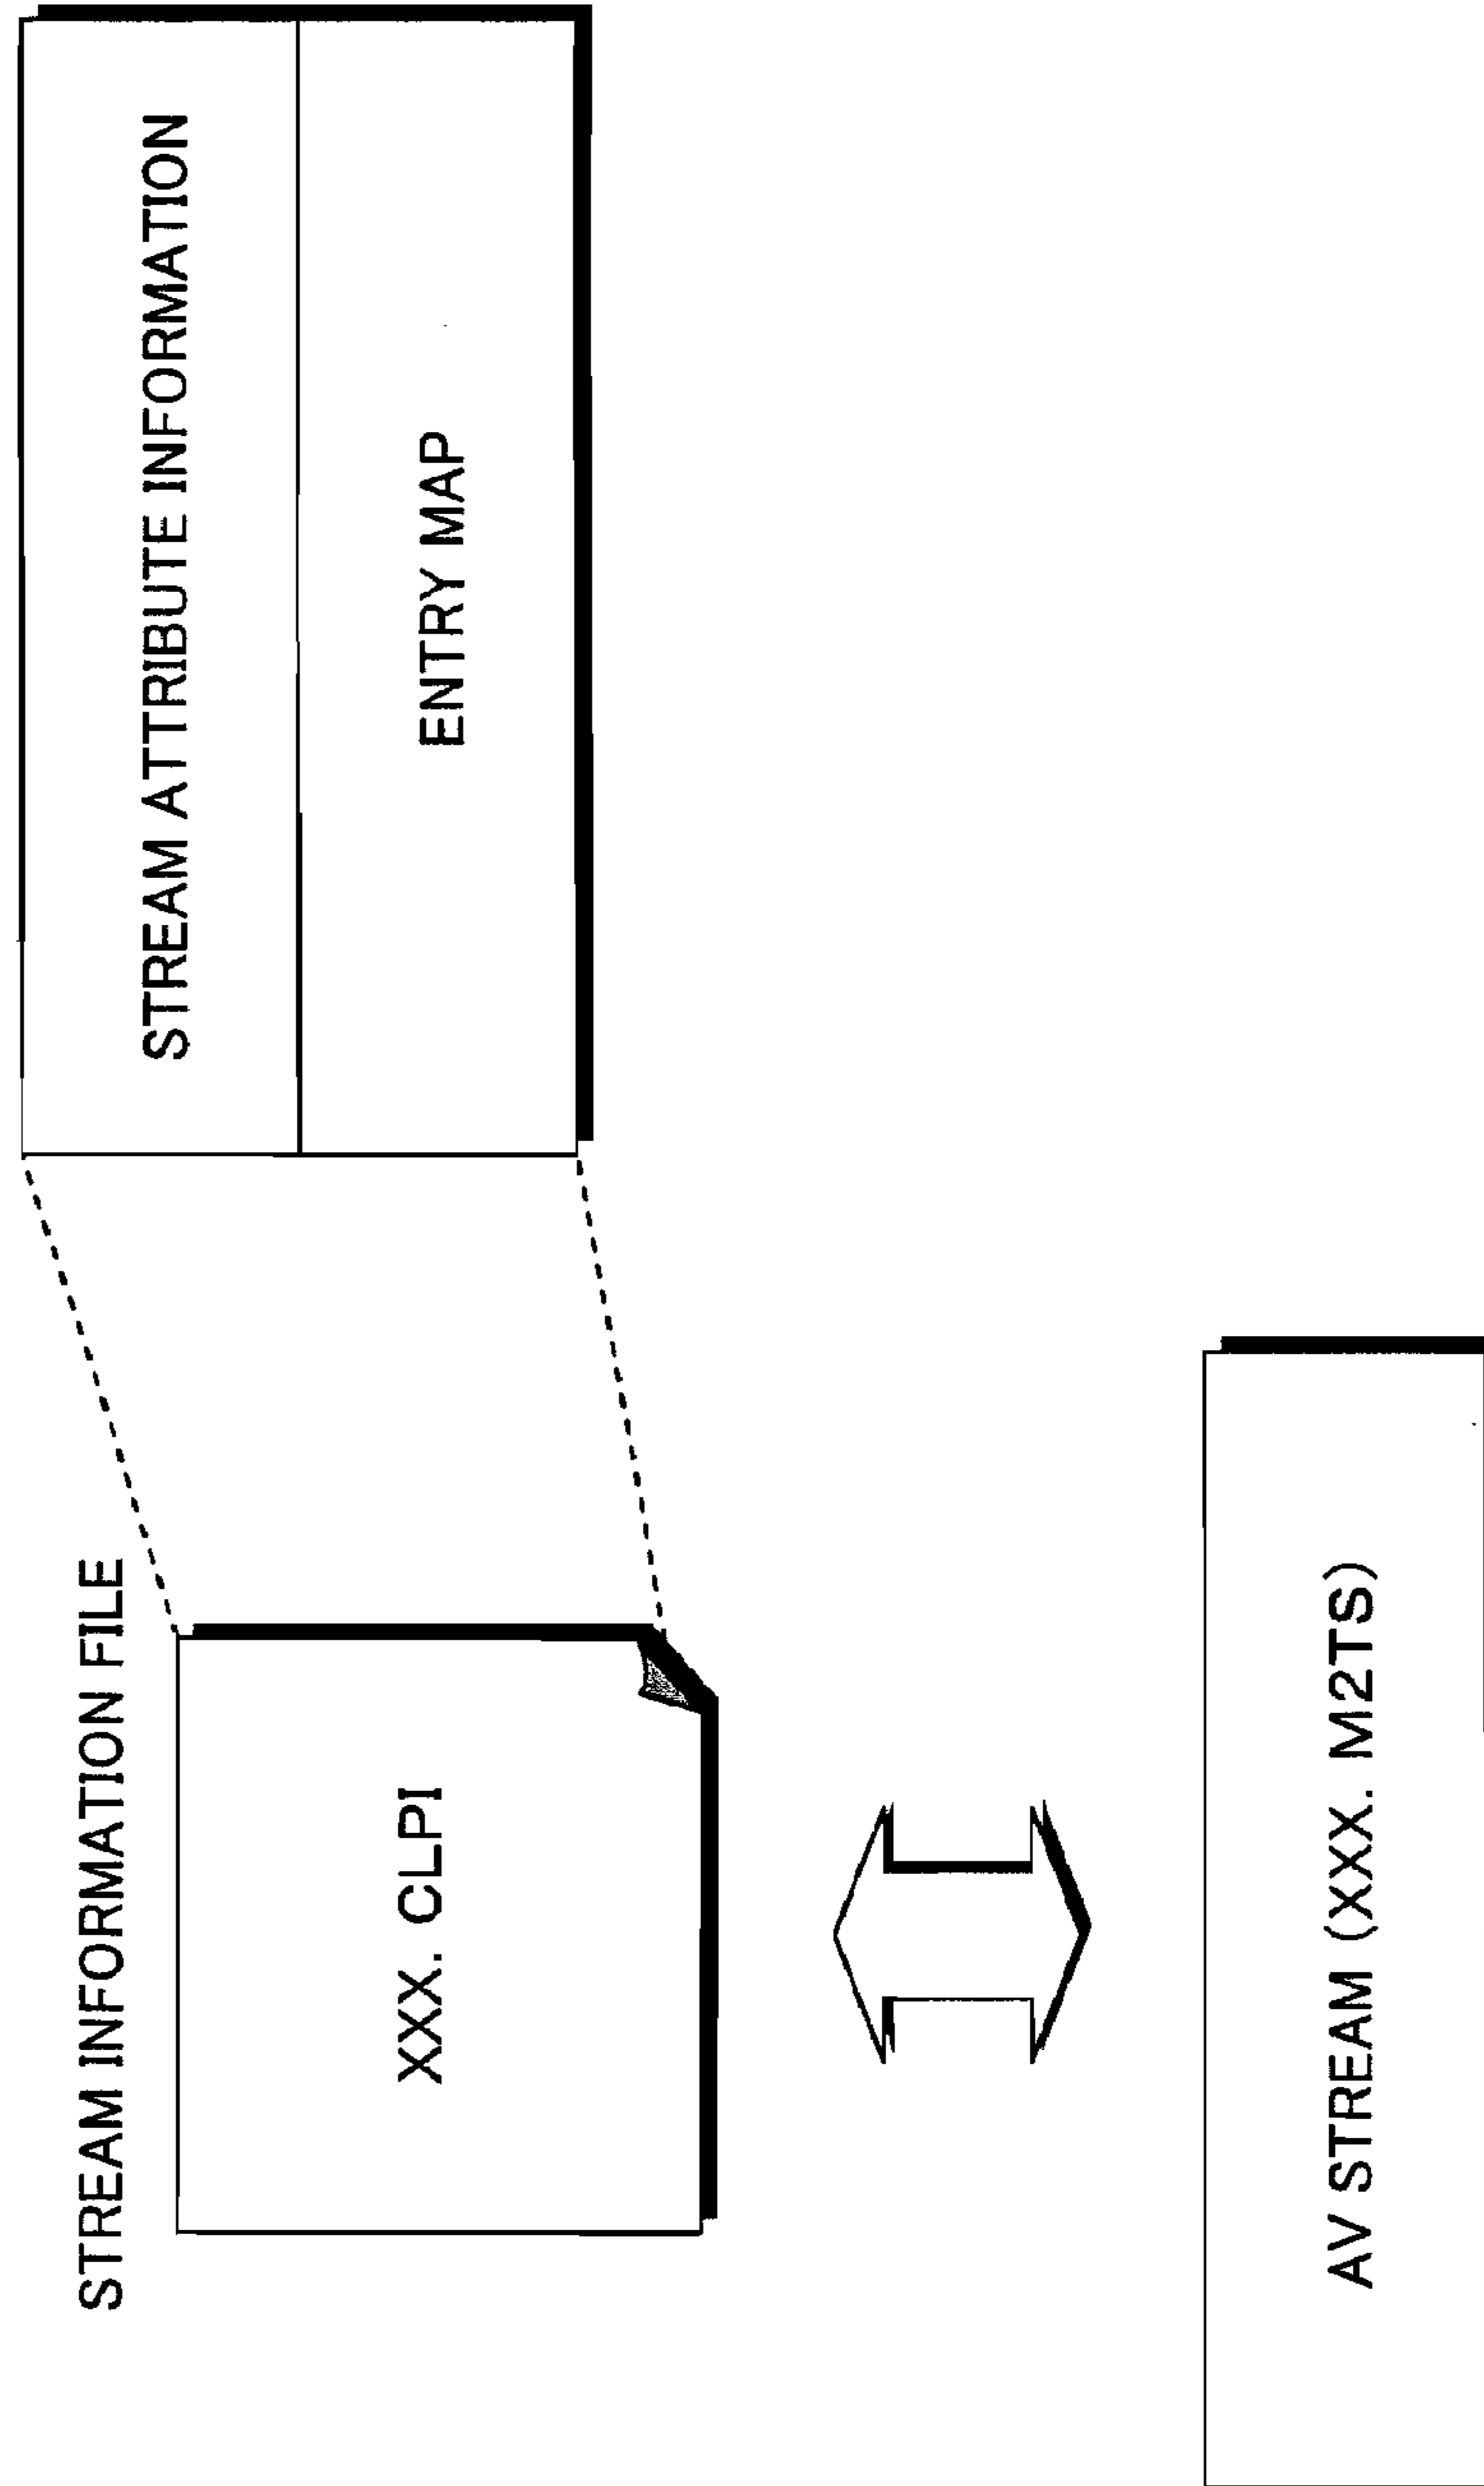 STREAM INFORMATION FILE
XXX. CLPI
STREAM ATTRIBUTE INFORMATION
ENTRY MAP
AV STREAM (XXX. M2TS)